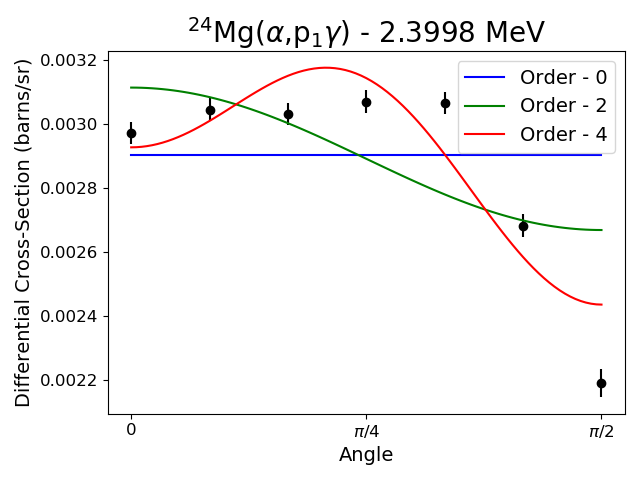 ²⁴Mg(α,p₁γ) - 2.3998 MeV
Order - 0
Order - 2
Order - 4
Differential Cross-Section (barns/sr)
0.0032
0.0030
0.0028
0.0026
0.0024
0.0022
0 π/4 π/2
Angle